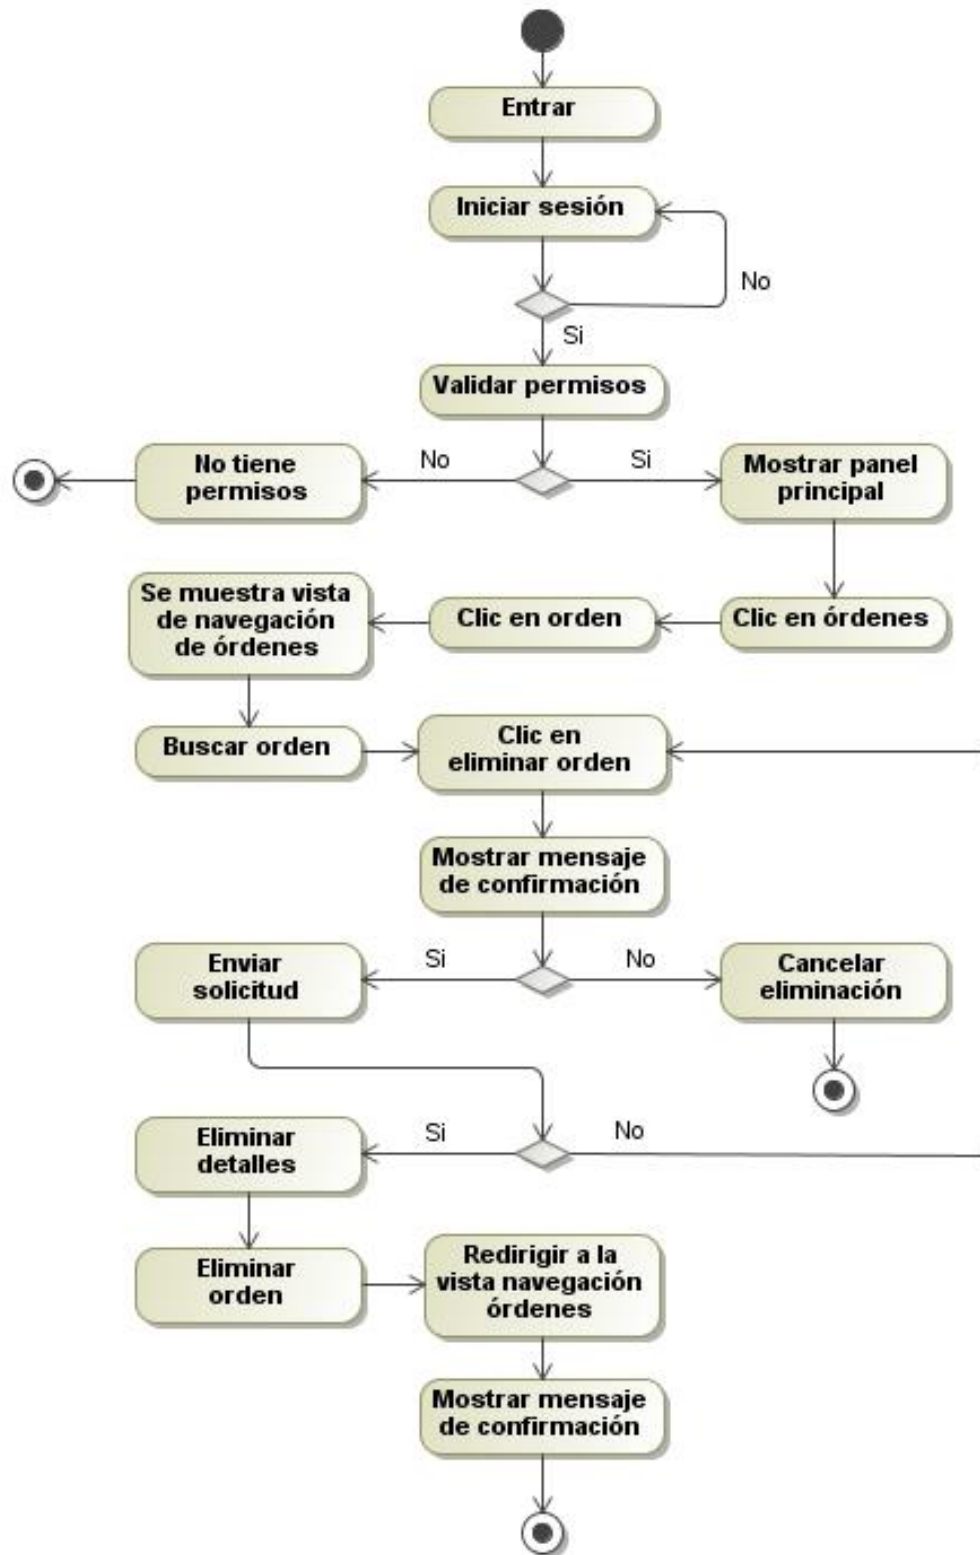 Entrar
Iniciar sesión
No
Si
Validar permisos
No tiene
permisos
No
Si
Mostrar panel
principal
Se muestra vista
de navegación
de órdenes
Clic en orden
Clic en órdenes
Buscar orden
Clic en
eliminar orden
Mostrar mensaje
de confirmación
Enviar
solicitud
Si
No
Cancelar
eliminación
Eliminar
detalles
Si
No
Eliminar
orden
Redirigir a la
vista navegación
órdenes
Mostrar mensaje
de confirmación